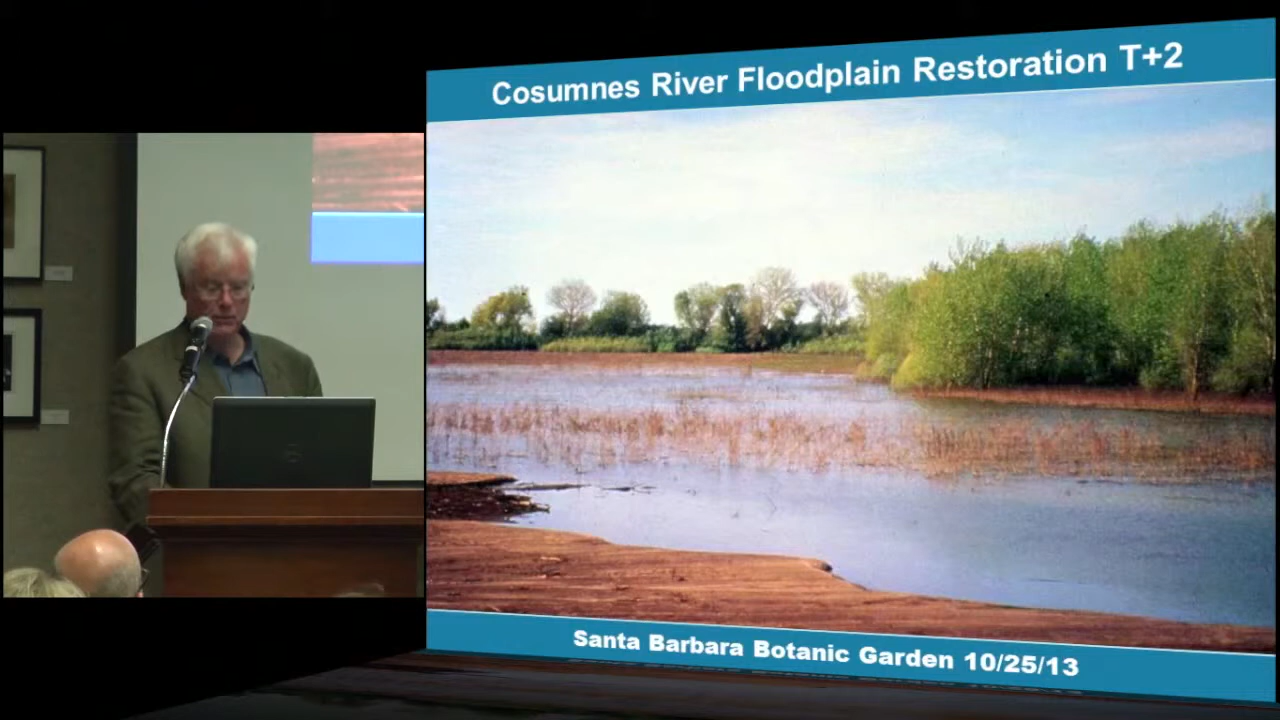 Cosumnes River Floodplain Restoration T+2
Santa Barbara Botanic Garden 10/25/13